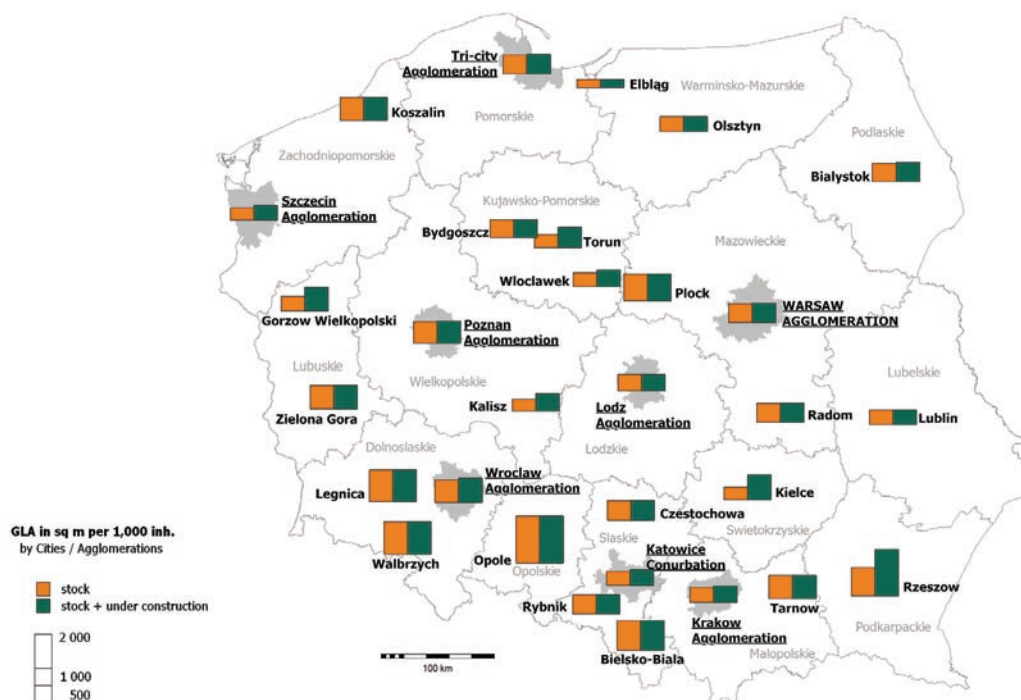 Tri-city
Agglomeration
Elbląg
Warminsko-Mazurskie
Koszalin
Pomorskie
Olsztyn
Podlaskie
Zachodniopomorskie
Bialystok
Szczecin
Agglomeration
Kujawsko-Pomorskie
Bydgoszcz
Torun
Mazowieckie
Wloclawek
Plock
WARSAW
AGGLOMERATION
Gorzow Wielkopolski
Poznan
Agglomeration
Lubuskie
Wielkopolskie
Lubelskie
Kalisz
Lodz
Agglomeration
Radom
Lublin
Zielona Gora
Dolnoslaskie
Lodzkie
Wroclaw
Agglomeration
Legnica
Kielce
Czestochowa
Swietokrzyskie
Slaskie
Walbrzych
Opole
Opolskie
Katowice
Conurbation
Rzeszow
Rybnik
Tarnow
Krakow
Agglomeration
Podkarpackie
Bielsko-Biala
Malopolskie
GLA in sq m per 1,000 inh.
by Cities / Agglomerations
stock
stock + under construction
2 000
1 000
500
100 km